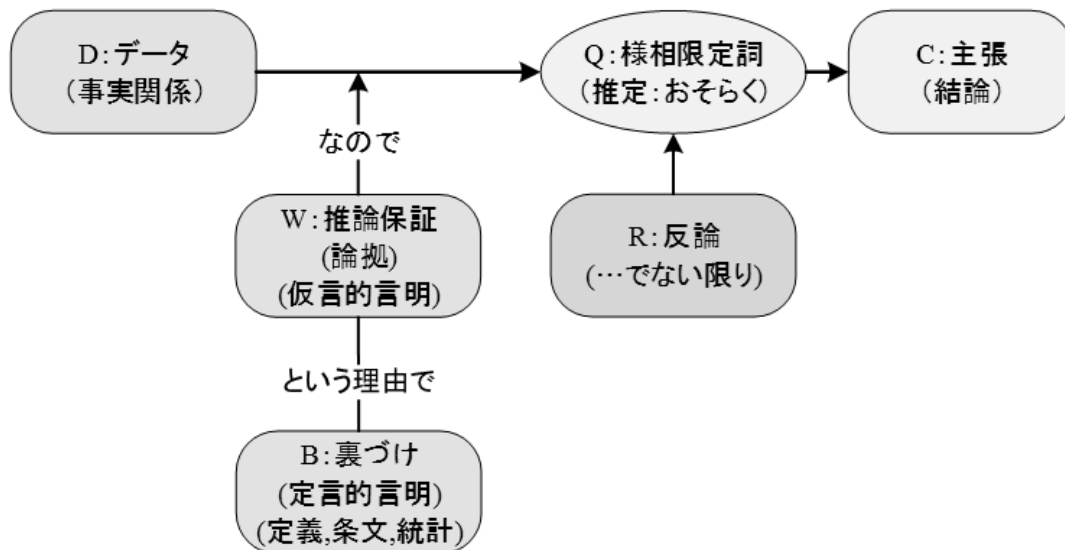 D:データ
（事実関係）
Q:様相限定詞
（推定:おそらく）
C:主張
（結論）
なので
W:推論保証
(論拠)
(仮言的言明)
R:反論
(…でない限り)
という理由で
B:裏づけ
(定言的言明)
(定義,条文,統計)